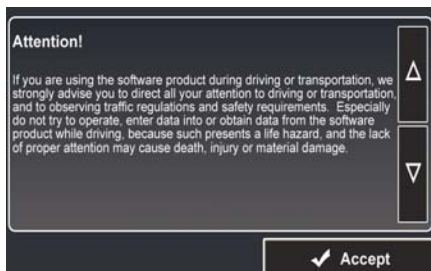 Attention!
If you are using the software product during driving or transportation, we
strongly advise you to direct all your attention to driving or transportation,
and to observing traffic regulations and safety requirements. Especially
do not try to operate, enter data into or obtain data from the software
product while driving, because such presents a life hazard, and the lack
of proper attention may cause death, injury or material damage.
Accept